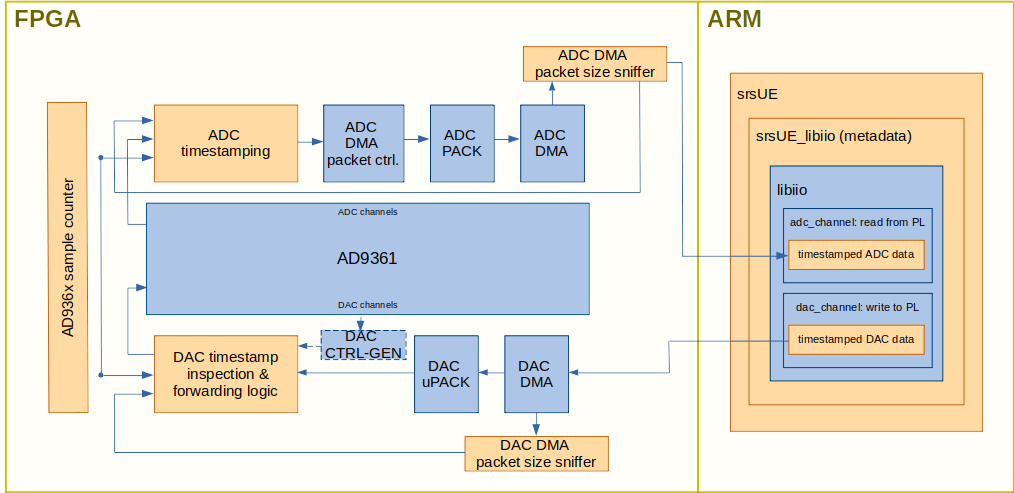 FPGA
ARM
ADC DMA
packet size sniffer
AD936x sample counter
ADC
timestamping
ADC
DMA
packet ctrl.
ADC
PACK
ADC
DMA
ADC channels
AD9361
DAC channels
DAC
CTRL-GEN
DAC timestamp
inspection &
forwarding logic
DAC
uPACK
DAC
DMA
DAC DMA
packet size sniffer
srsUE
srsUE_libiio (metadata)
libiio
adc_channel: read from PL
timestamped ADC data
dac_channel: write to PL
timestamped DAC data